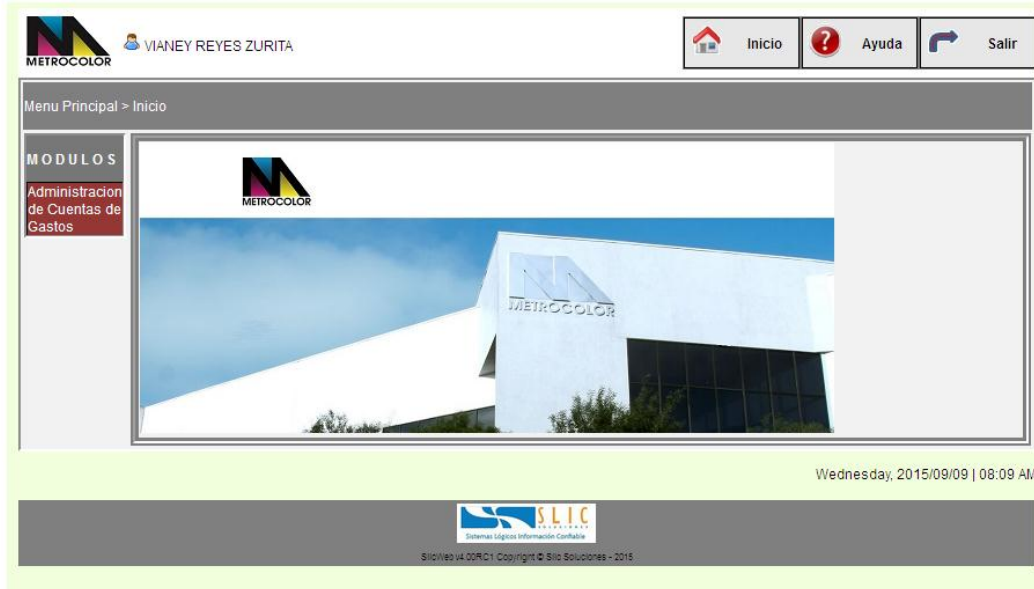 METROCOLOR
VIANEY REYES ZURITA
Inicio
Ayuda
Salir
Menu Principal > Inicio
MODULOS
Administracion
de Cuentas de
Gastos
METROCOLOR
METROCOLOR
Wednesday, 2015/09/09 | 08:09 AM
SLIC
SOLUCIONES
Sistemas Lógicos Información Confiable
SlicWeb v4.00RC1 Copyright © Slic Soluciones - 2015